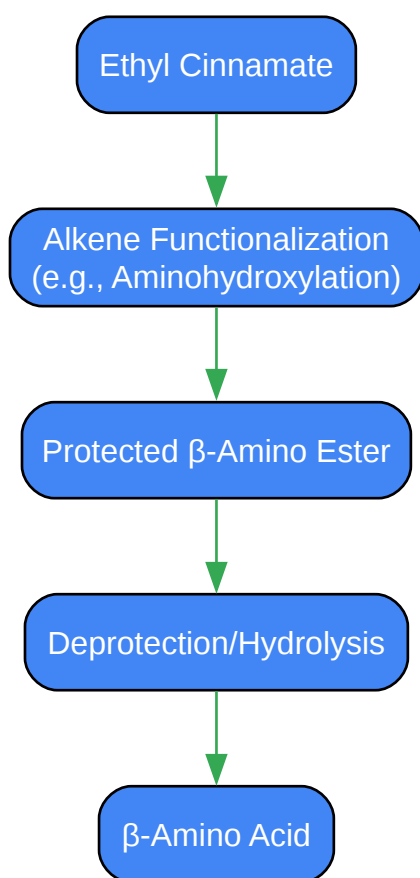 Ethyl Cinnamate
Alkene Functionalization
(e.g., Aminohydroxylation)
Protected β-Amino Ester
Deprotection/Hydrolysis
β-Amino Acid